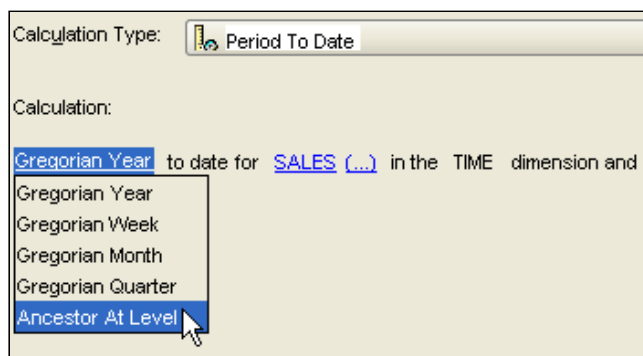 Calculation Type: Period To Date
Calculation:
Gregorian Year to date for SALES (...) in the TIME dimension and
Gregorian Year
Gregorian Week
Gregorian Month
Gregorian Quarter
Ancestor At Level